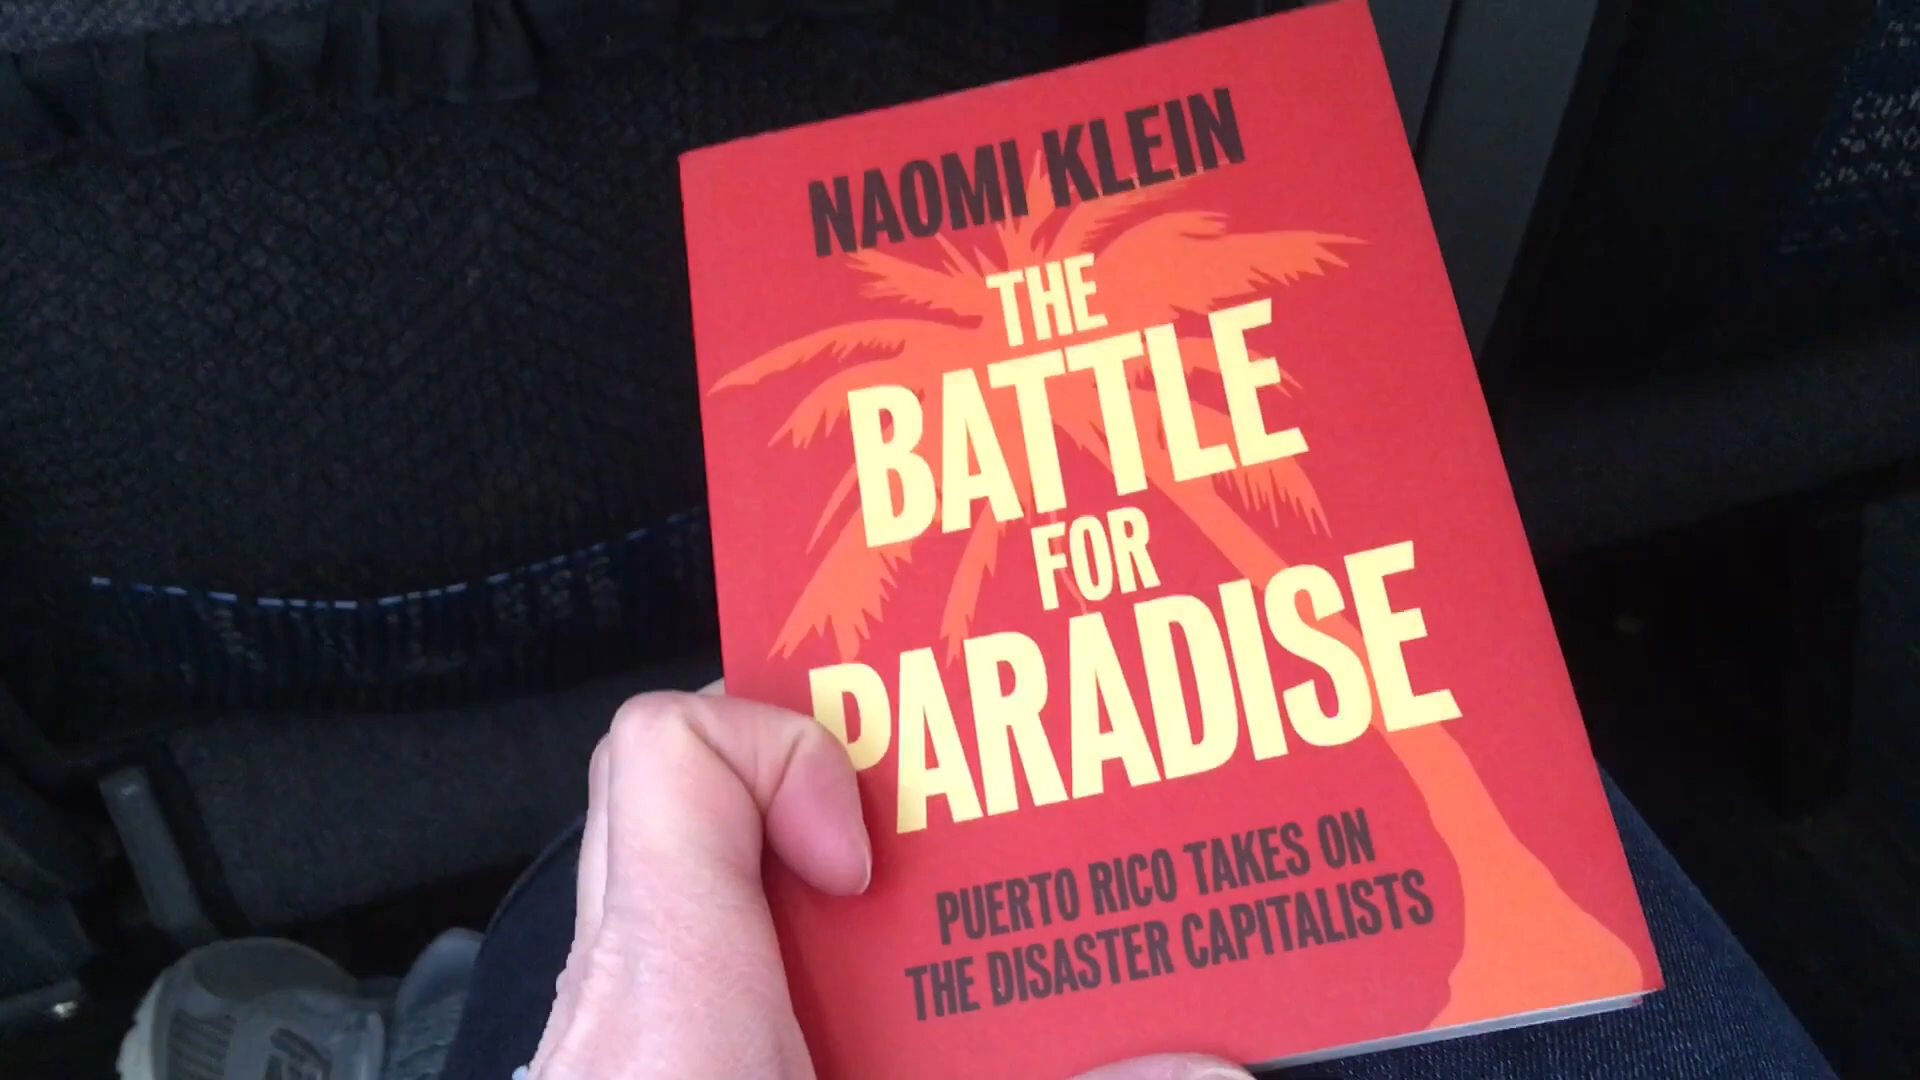 NAOMI KLEIN
THE
BATTLE
FOR
PARADISE
PUERTO RICO TAKES ON
THE DISASTER CAPITALISTS